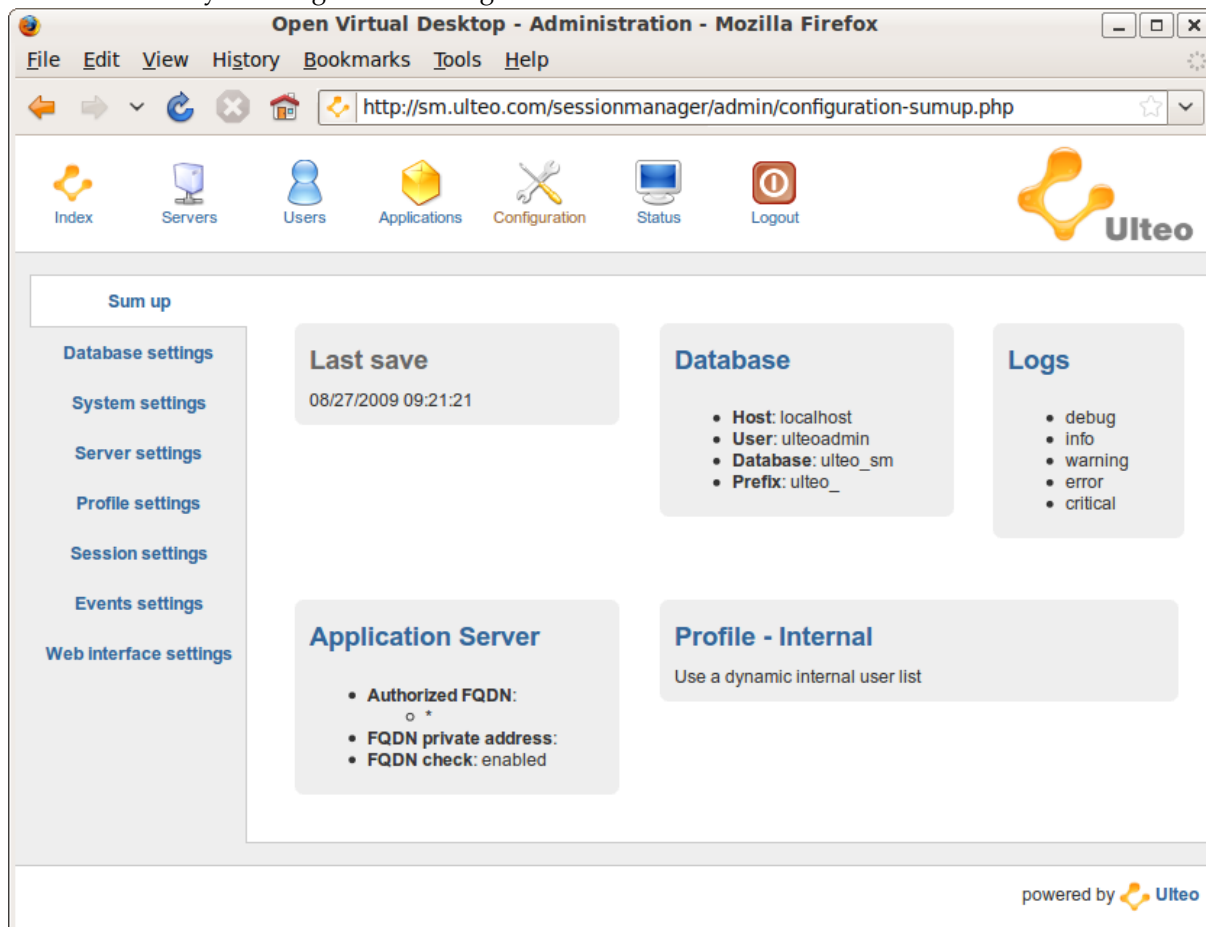 Open Virtual Desktop - Administration - Mozilla Firefox
File Edit View History Bookmarks Tools Help
http://sm.ulteo.com/sessionmanager/admin/configuration-sumup.php
Index Servers Users Applications Configuration Status Logout
Ulteo
Sum up
Database settings
System settings
Server settings
Profile settings
Session settings
Events settings
Web interface settings
Last save
08/27/2009 09:21:21
Database
Host: localhost
User: ulteoadmin
Database: ulteo_sm
Prefix: ulteo_
Logs
debug
info
warning
error
critical
Application Server
Authorized FQDN:
*
FQDN private address:
FQDN check: enabled
Profile - Internal
Use a dynamic internal user list
powered by Ulteo